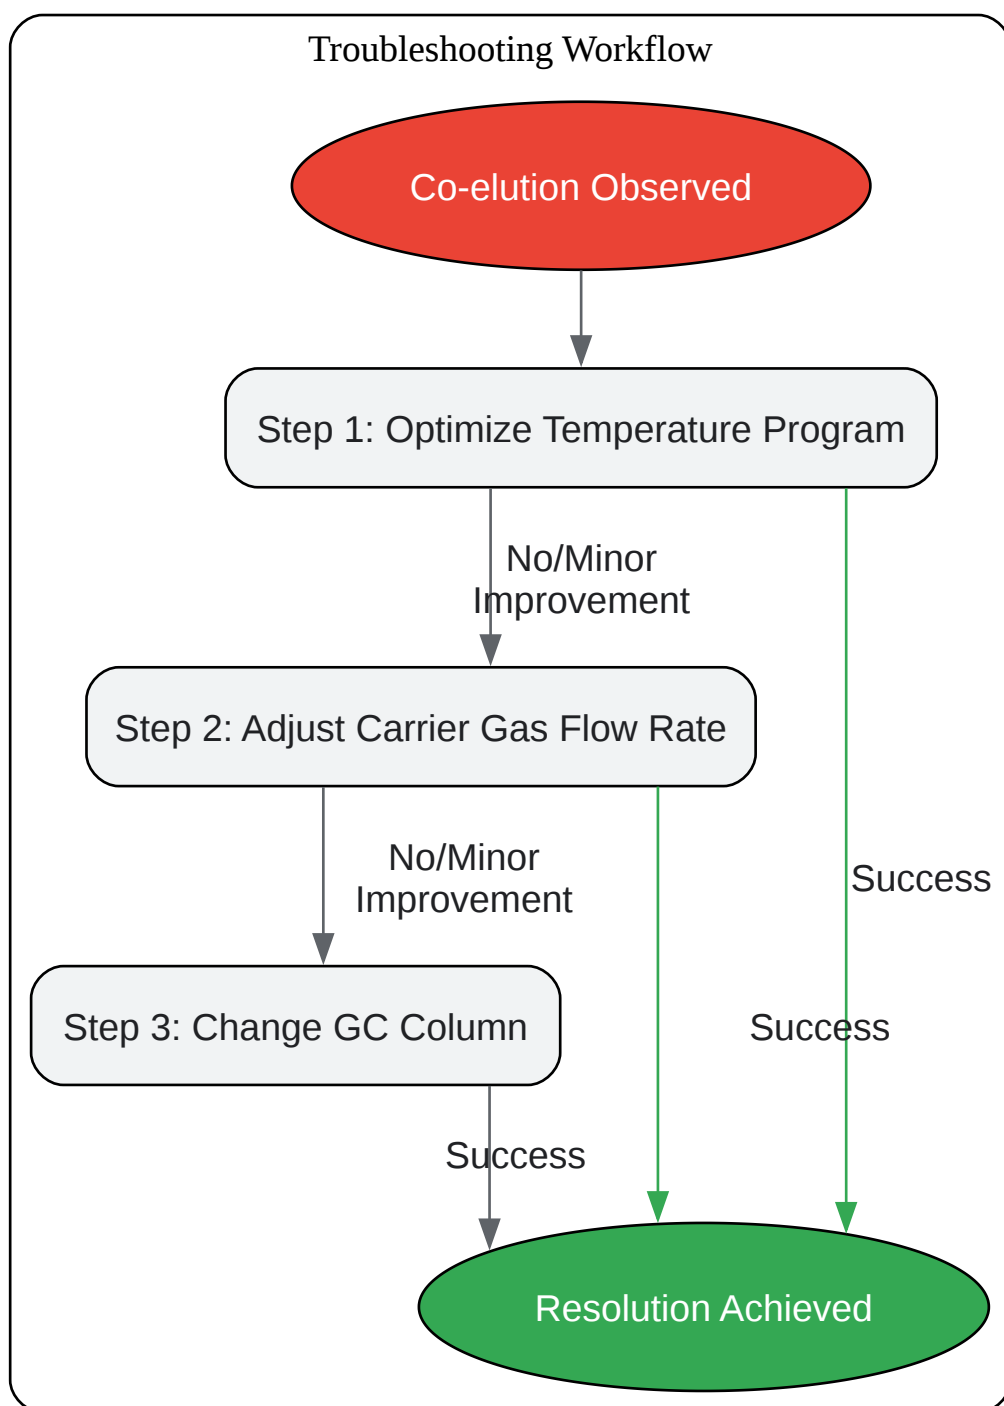 Troubleshooting Workflow
Co-elution Observed
Step 1: Optimize Temperature Program
No/Minor
Improvement
Step 2: Adjust Carrier Gas Flow Rate
No/Minor
Improvement
Success
Step 3: Change GC Column
Success
Success
Resolution Achieved